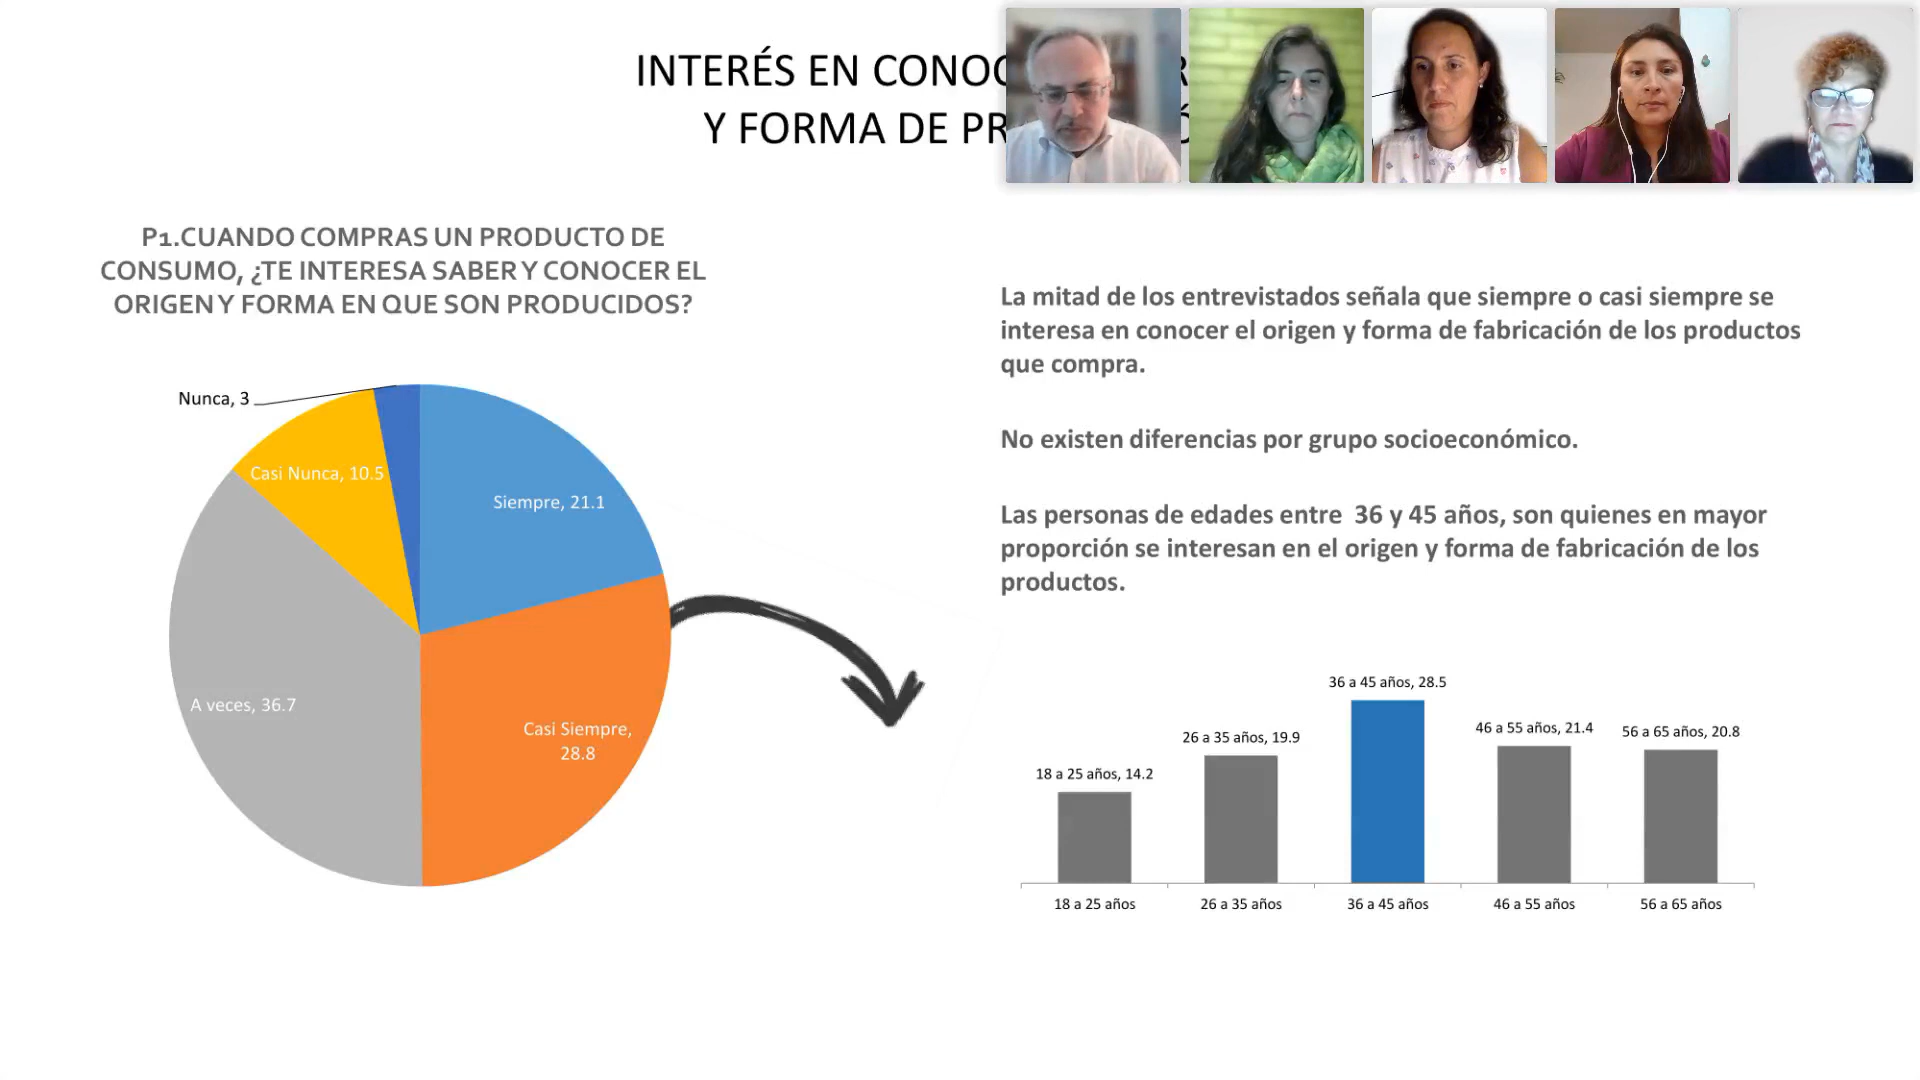 INTERÉS EN CONOC
Y FORMA DE PR
P1.CUANDO COMPRAS UN PRODUCTO DE
CONSUMO, ¿TE INTERESA SABER Y CONOCER EL
ORIGEN Y FORMA EN QUE SON PRODUCIDOS?
Nunca, 3
Casi Nunca, 10.5
Siempre, 21.1
A veces, 36.7
Casi Siempre,
28.8
La mitad de los entrevistados señala que siempre o casi siempre se
interesa en conocer el origen y forma de fabricación de los productos
que compra.
No existen diferencias por grupo socioeconómico.
Las personas de edades entre 36 y 45 años, son quienes en mayor
proporción se interesan en el origen y forma de fabricación de los
productos.
36 a 45 años, 28.5
46 a 55 años, 21.4
56 a 65 años, 20.8
26 a 35 años, 19.9
18 a 25 años, 14.2
18 a 25 años
26 a 35 años
36 a 45 años
46 a 55 años
56 a 65 años